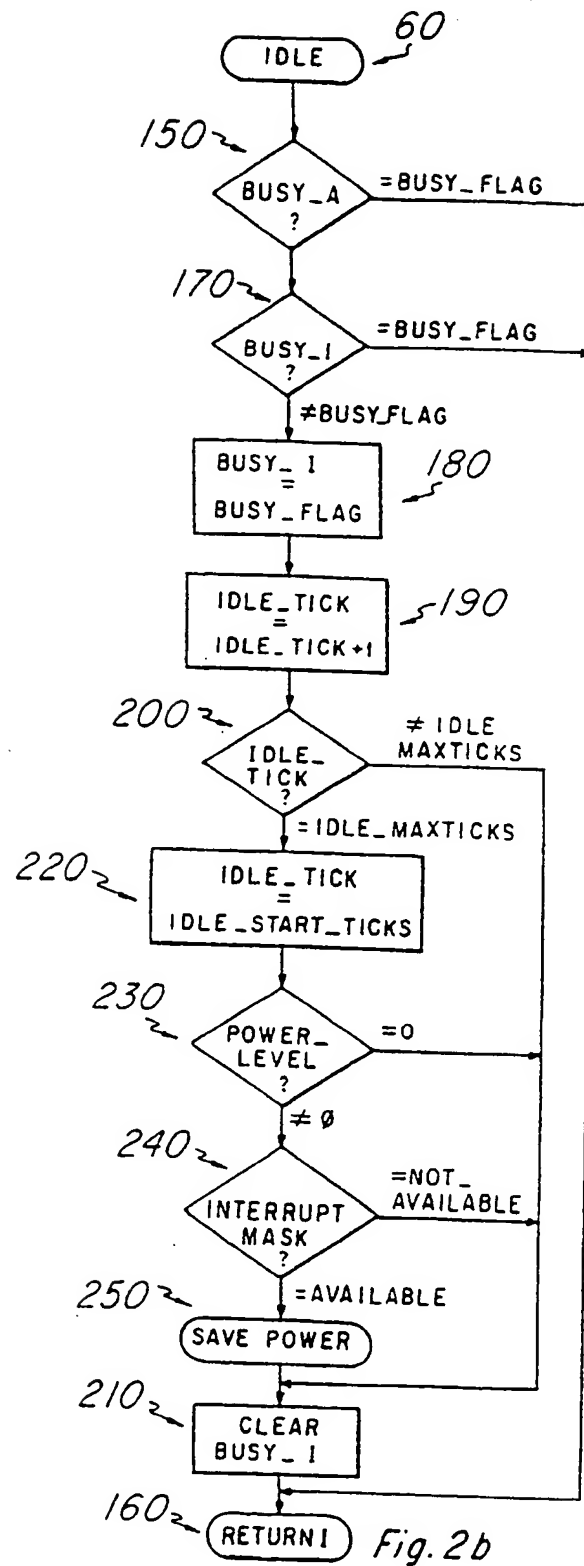 60
IDLE
150
BUSY_A
?
=BUSY_FLAG
170
BUSY_I
?
=BUSY_FLAG
≠BUSY_FLAG
BUSY_ I
=
BUSY_FLAG
180
IDLE_TICK
=
IDLE_TICK+1
190
200
IDLE_
TICK
?
≠ IDLE
MAXTICKS
=IDLE_MAXTICKS
220
IDLE_TICK
=
IDLE_START_TICKS
230
POWER_
LEVEL
?
=0
≠ ø
240
INTERRUPT
MASK
?
=NOT_
AVAILABLE
=AVAILABLE
250
SAVE POWER
210
CLEAR
BUSY_ I
160
RETURN I
Fig. 2b